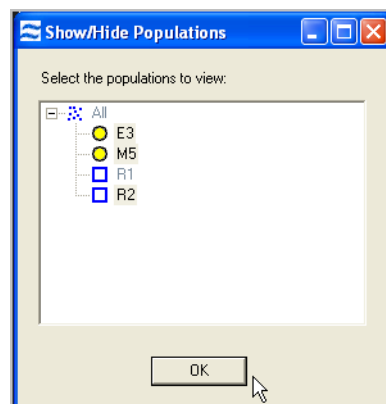 Show/Hide Populations
Select the populations to view:
All
E3
M5
R1
R2
OK